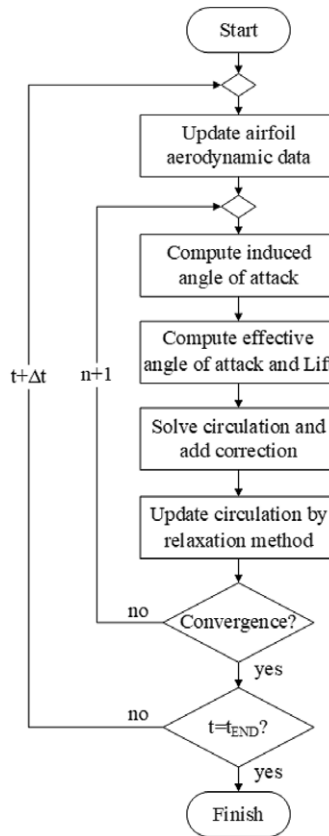 Start
Update airfoil
aerodynamic data
Compute induced
angle of attack
Compute effective
angle of attack and Lift
t+Δt
n+1
Solve circulation and
add correction
Update circulation by
relaxation method
no
Convergence?
yes
no
t=tEND?
yes
Finish